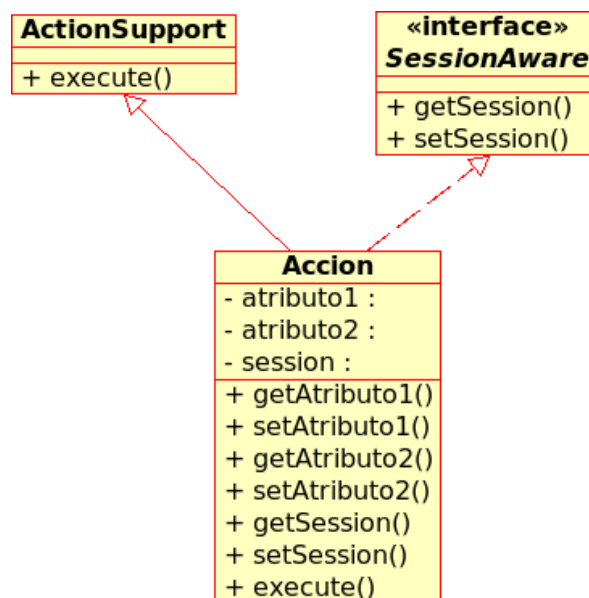 ActionSupport
+ execute()
«interface»
SessionAware
+ getSession()
+ setSession()
Accion
- atributo1 :
- atributo2 :
- session :
+ getAtributo1()
+ setAtributo1()
+ getAtributo2()
+ setAtributo2()
+ getSession()
+ setSession()
+ execute()